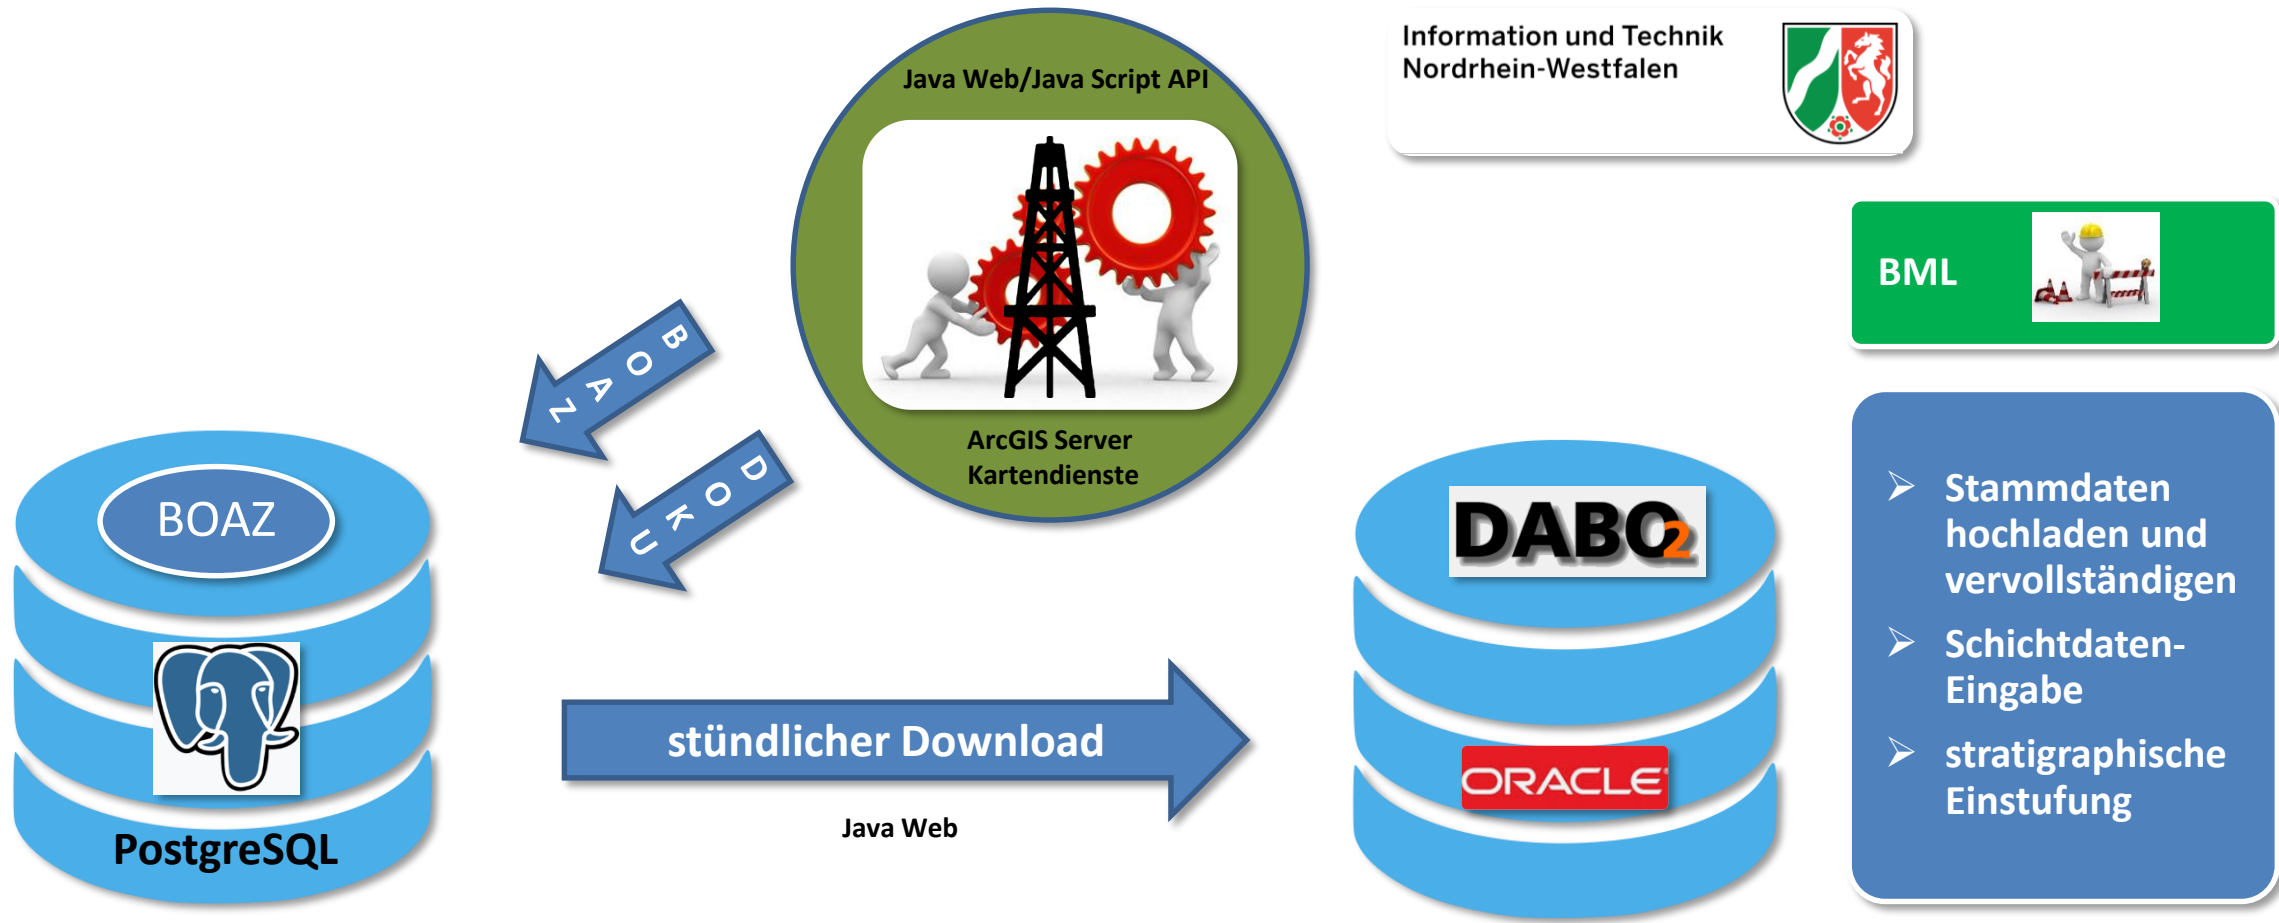 Information und Technik
Nordrhein-Westfalen
Java Web/Java Script API
ArcGIS Server
Kartendienste
BML
BOAZ
DOKU
BOAZ
PostgreSQL
stündlicher Download
Java Web
DABO2
ORACLE
Stammdaten
hochladen und
vervollständigen
Schichtdaten-
Eingabe
stratigraphische
Einstufung